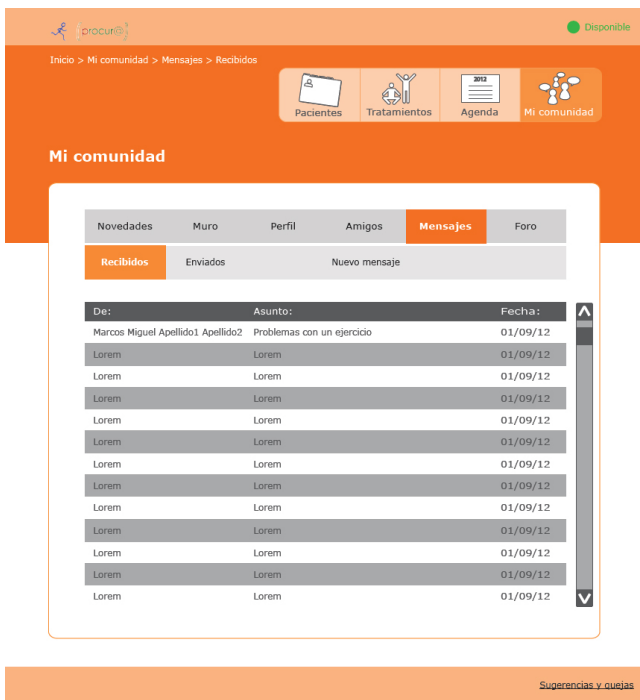 procur@
Disponible
Inicio > Mi comunidad > Mensajes > Recibidos
2012
Pacientes Tratamientos Agenda Mi comunidad
Mi comunidad
Novedades Muro Perfil Amigos Mensajes Foro
Recibidos Enviados Nuevo mensaje
De: Asunto: Fecha:
Marcos Miguel Apellido1 Apellido2 Problemas con un ejercicio 01/09/12
Lorem Lorem 01/09/12
Lorem Lorem 01/09/12
Lorem Lorem 01/09/12
Lorem Lorem 01/09/12
Lorem Lorem 01/09/12
Lorem Lorem 01/09/12
Lorem Lorem 01/09/12
Lorem Lorem 01/09/12
Lorem Lorem 01/09/12
Lorem Lorem 01/09/12
Lorem Lorem 01/09/12
Lorem Lorem 01/09/12
Sugerencias y quejas